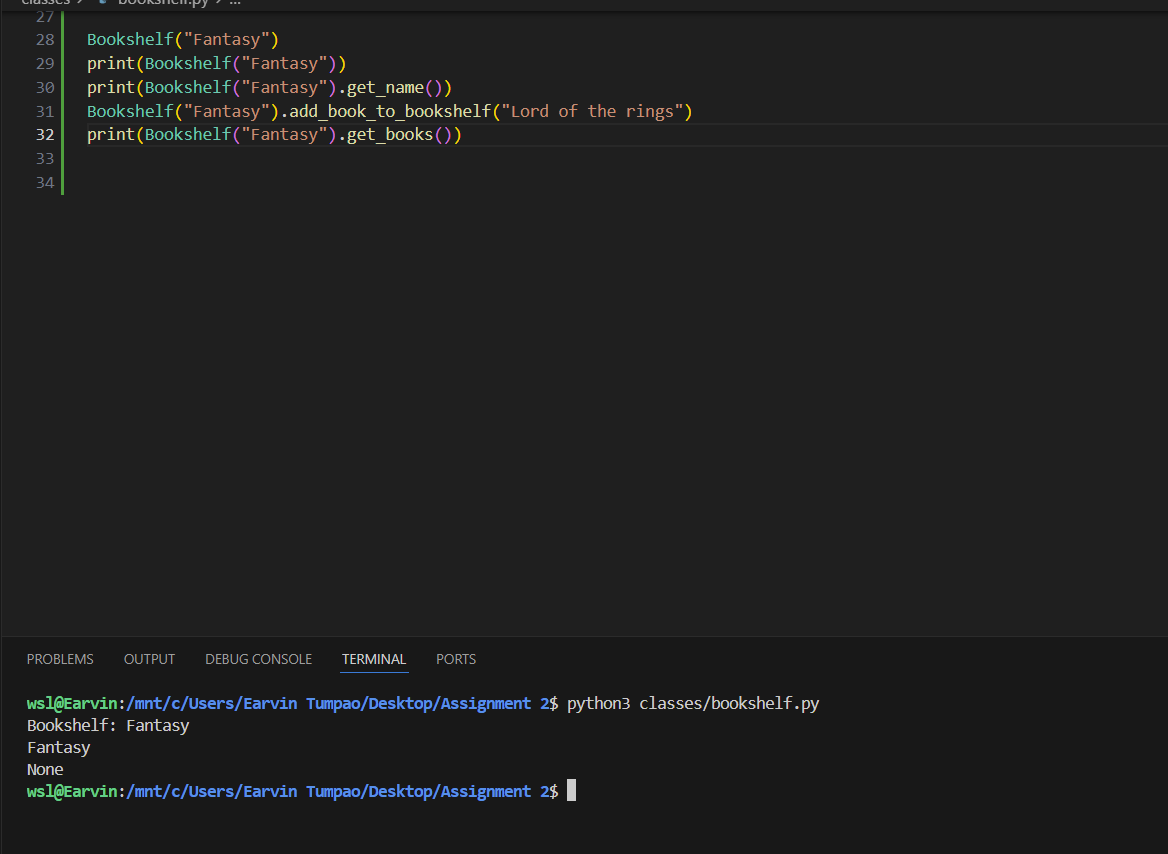 classes > bookshelf.py > ...
27
28 Bookshelf("Fantasy")
29 print(Bookshelf("Fantasy"))
30 print(Bookshelf("Fantasy").get_name())
31 Bookshelf("Fantasy").add_book_to_bookshelf("Lord of the rings")
32 print(Bookshelf("Fantasy").get_books())
33
34
PROBLEMS OUTPUT DEBUG CONSOLE TERMINAL PORTS
wsl@Earvin:/mnt/c/Users/Earvin Tumpao/Desktop/Assignment 2$ python3 classes/bookshelf.py
Bookshelf: Fantasy
Fantasy
None
wsl@Earvin:/mnt/c/Users/Earvin Tumpao/Desktop/Assignment 2$